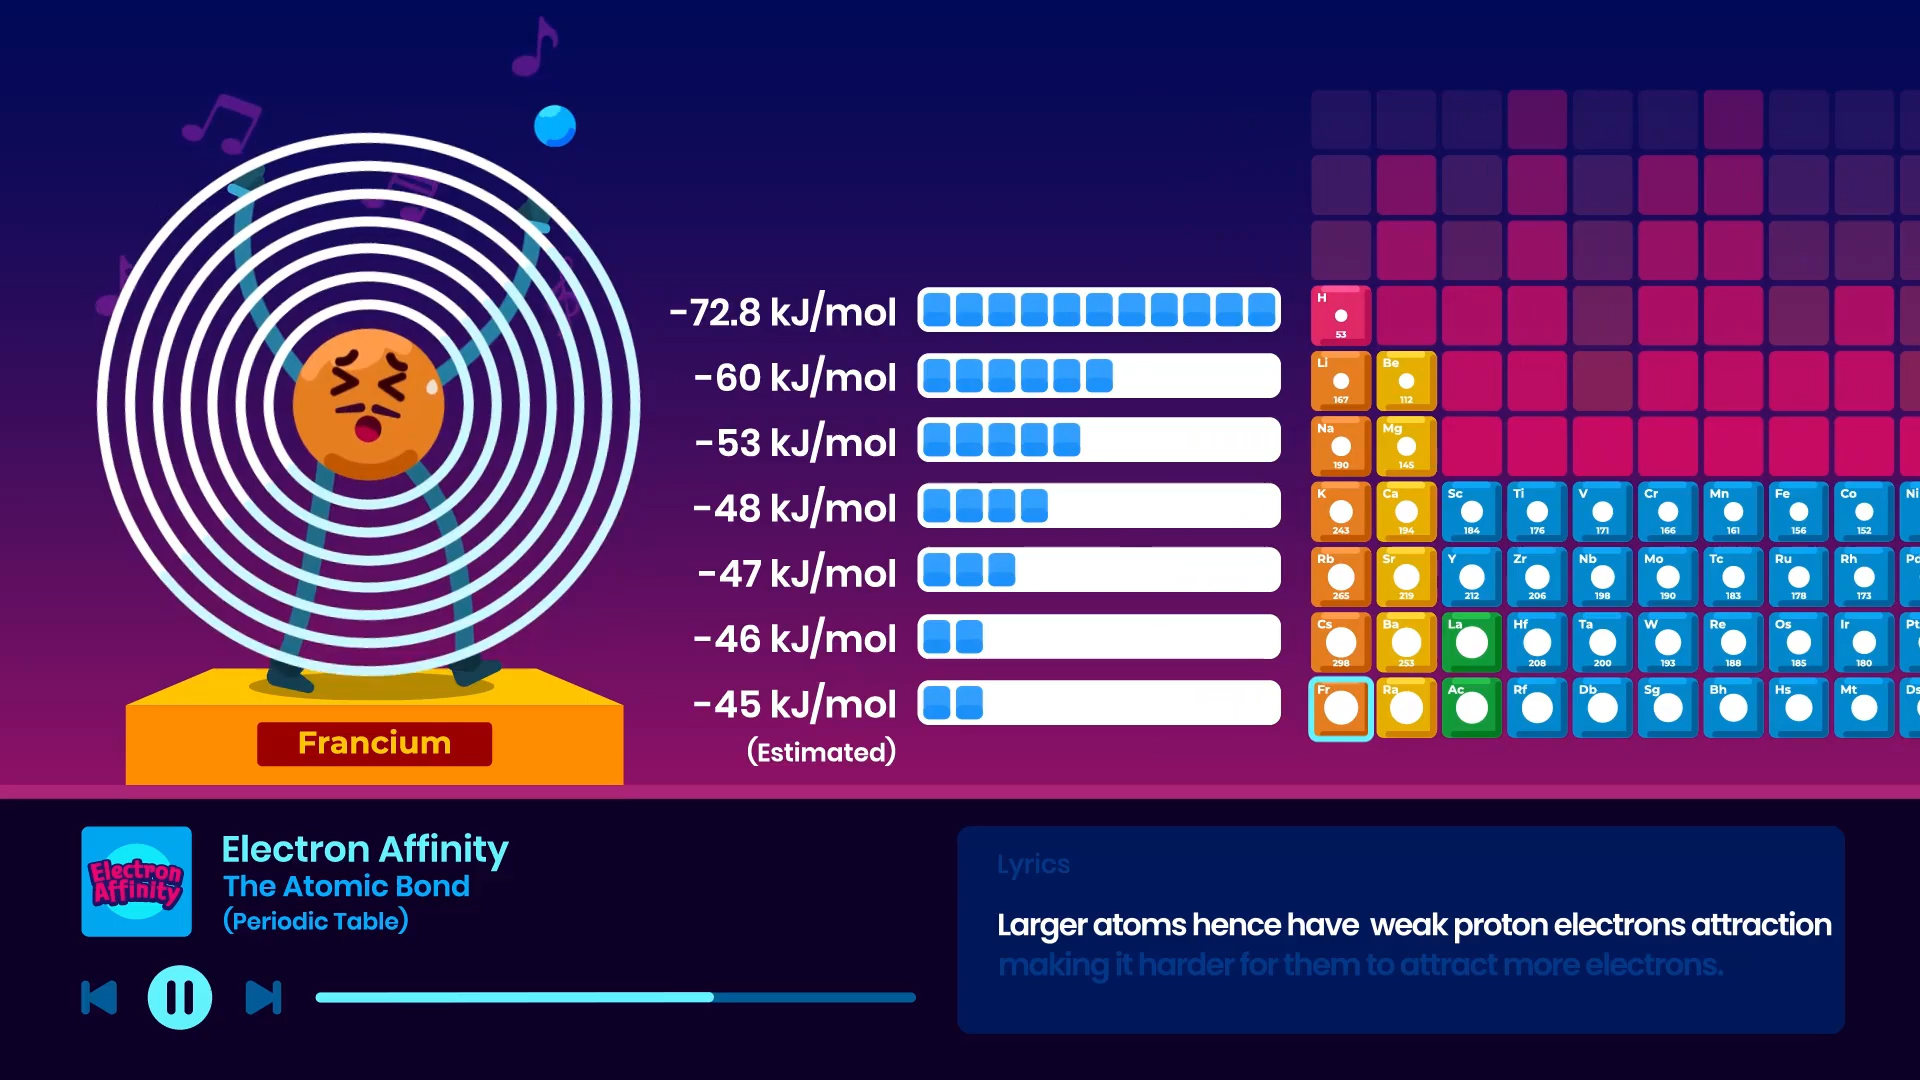 -72.8 kJ/mol
-60 kJ/mol
-53 kJ/mol
-48 kJ/mol
-47 kJ/mol
-46 kJ/mol
-45 kJ/mol
(Estimated)
H
53
Li Be
167 112
Na Mg
190 145
K Ca Sc Ti V Cr Mn Fe Co Ni
243 194 184 176 171 166 161 156 152
Rb Sr Y Zr Nb Mo Tc Ru Rh
265 219 212 206 198 190 183 178 173
Cs Ba La Hf Ta W Re Os Ir
298 253 208 200 193 188 185 180
Fr Ra Ac Rf Db Sg Bh Hs Mt
Francium
Electron
Affinity
Electron Affinity
The Atomic Bond
(Periodic Table)
Lyrics
Larger atoms hence have weak proton electrons attraction
making it harder for them to attract more electrons.